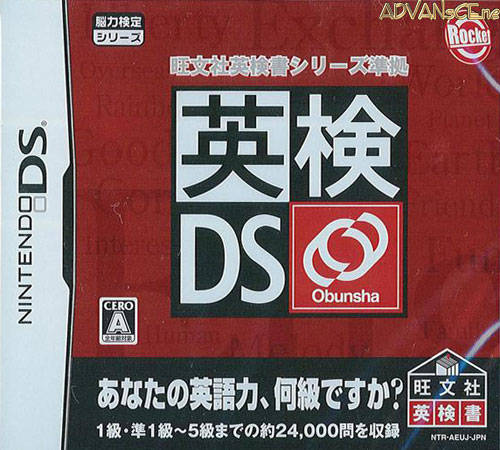 脳力検定
シリーズ
ADVANsCEne
Rocket
旺文社英検書シリーズ準拠
英検
DS
Obunsha
NINTENDO DS
CERO
A
全年齢対象
あなたの英語力、何級ですか?
1級・準1級〜5級までの約24,000問を収録
旺文社
英検書
NTR-AEUJ-JPN